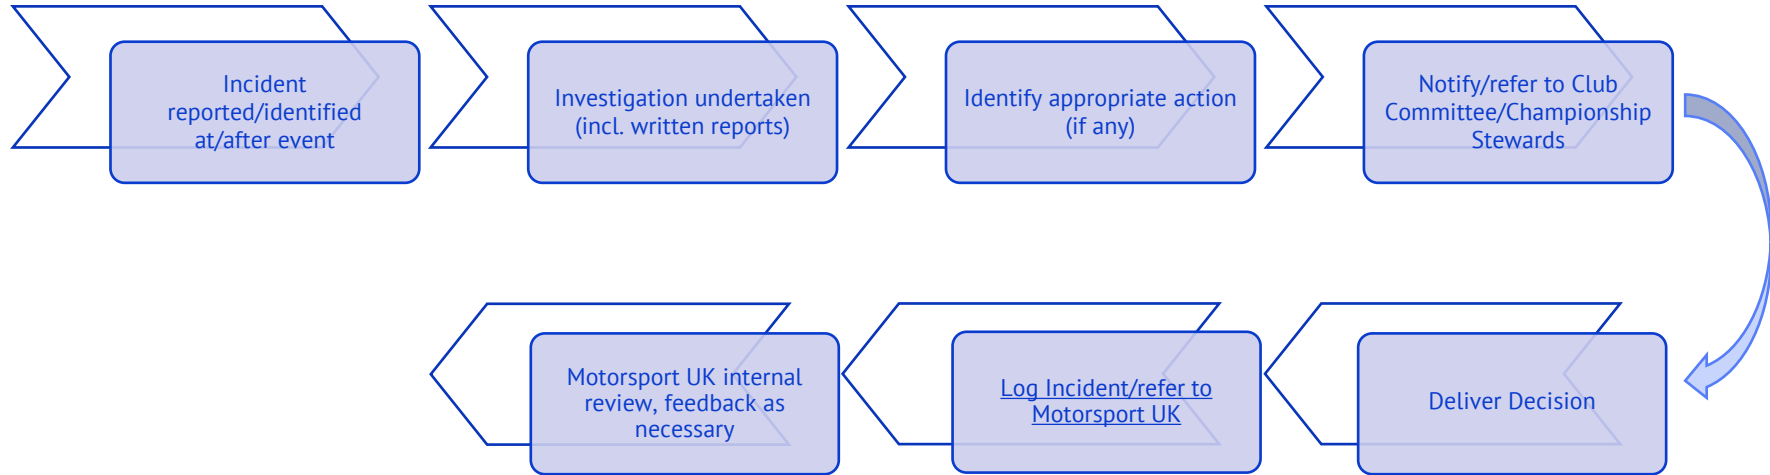 Incident
reported/identified
at/after event
Investigation undertaken
(incl. written reports)
Identify appropriate action
(if any)
Notify/refer to Club
Committee/Championship
Stewards
Deliver Decision
Log Incident/refer to
Motorsport UK
Motorsport UK internal
review, feedback as
necessary